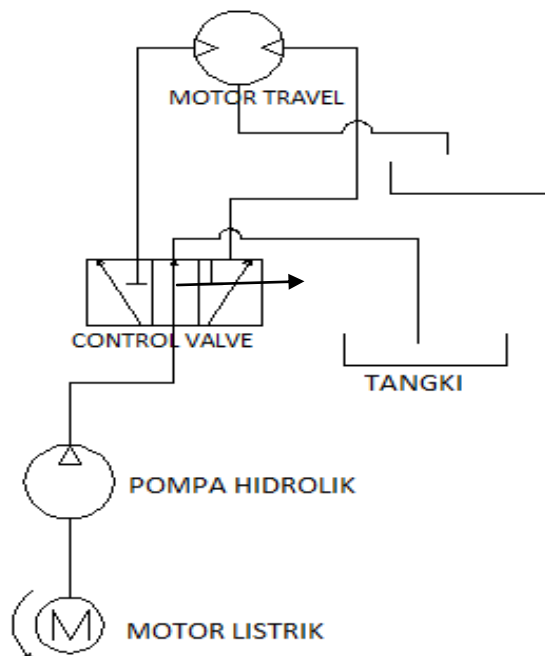 MOTOR TRAVEL
CONTROL VALVE
TANGKI
POMPA HIDROLIK
M
MOTOR LISTRIK